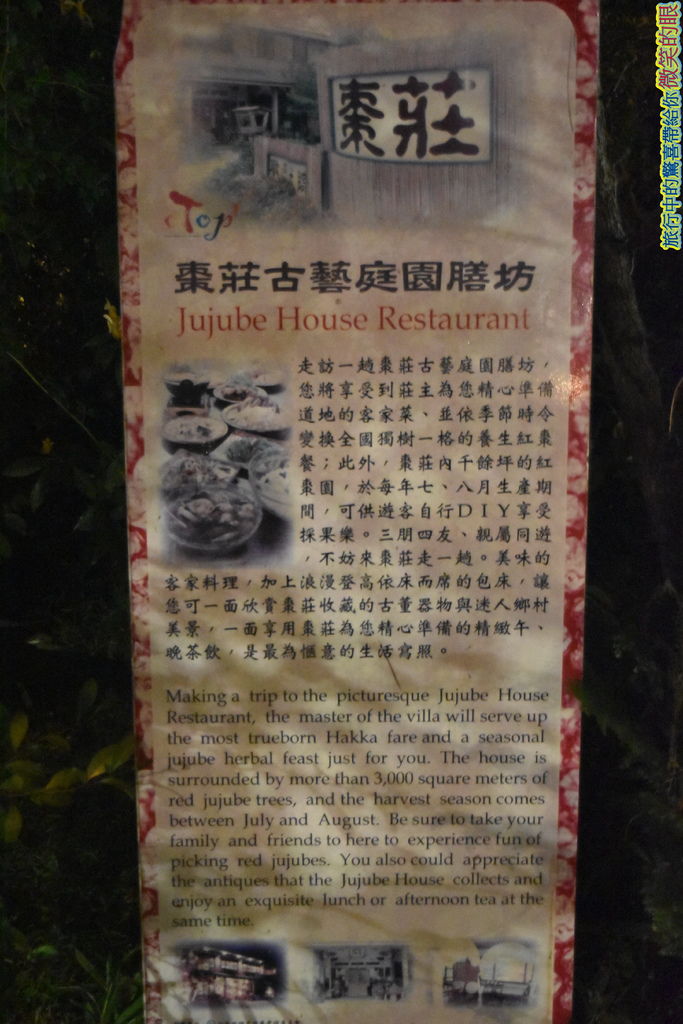 旅行中的驚喜帶給你微笑的眼
棗莊
Top
棗莊古藝庭園膳坊
Jujube House Restaurant
走訪一趟棗莊古藝庭園膳坊，
您將享受到莊主為您精心準備
道地的客家菜、並依季節時令
變換全國獨樹一格的養生紅棗
餐；此外，棗莊內千餘坪的紅
棗園，於每年七、八月生產期
間，可供遊客自行DIY享受
採果樂。三朋四友、親屬同遊
，不妨來棗莊走一趟。美味的
客家料理，加上浪漫登高依床而席的包床，讓
您可一面欣賞棗莊收藏的古董器物與迷人鄉村
美景，一面享用棗莊為您精心準備的精緻午、
晚茶飲，是最為愜意的生活寫照。
Making a trip to the picturesque Jujube House
Restaurant, the master of the villa will serve up
the most trueborn Hakka fare and a seasonal
jujube herbal feast just for you. The house is
surrounded by more than 3,000 square meters of
red jujube trees, and the harvest season comes
between July and August. Be sure to take your
family and friends to here to experience fun of
picking red jujubes. You also could appreciate
the antiques that the Jujube House collects and
enjoy an exquisite lunch or afternoon tea at the
same time.